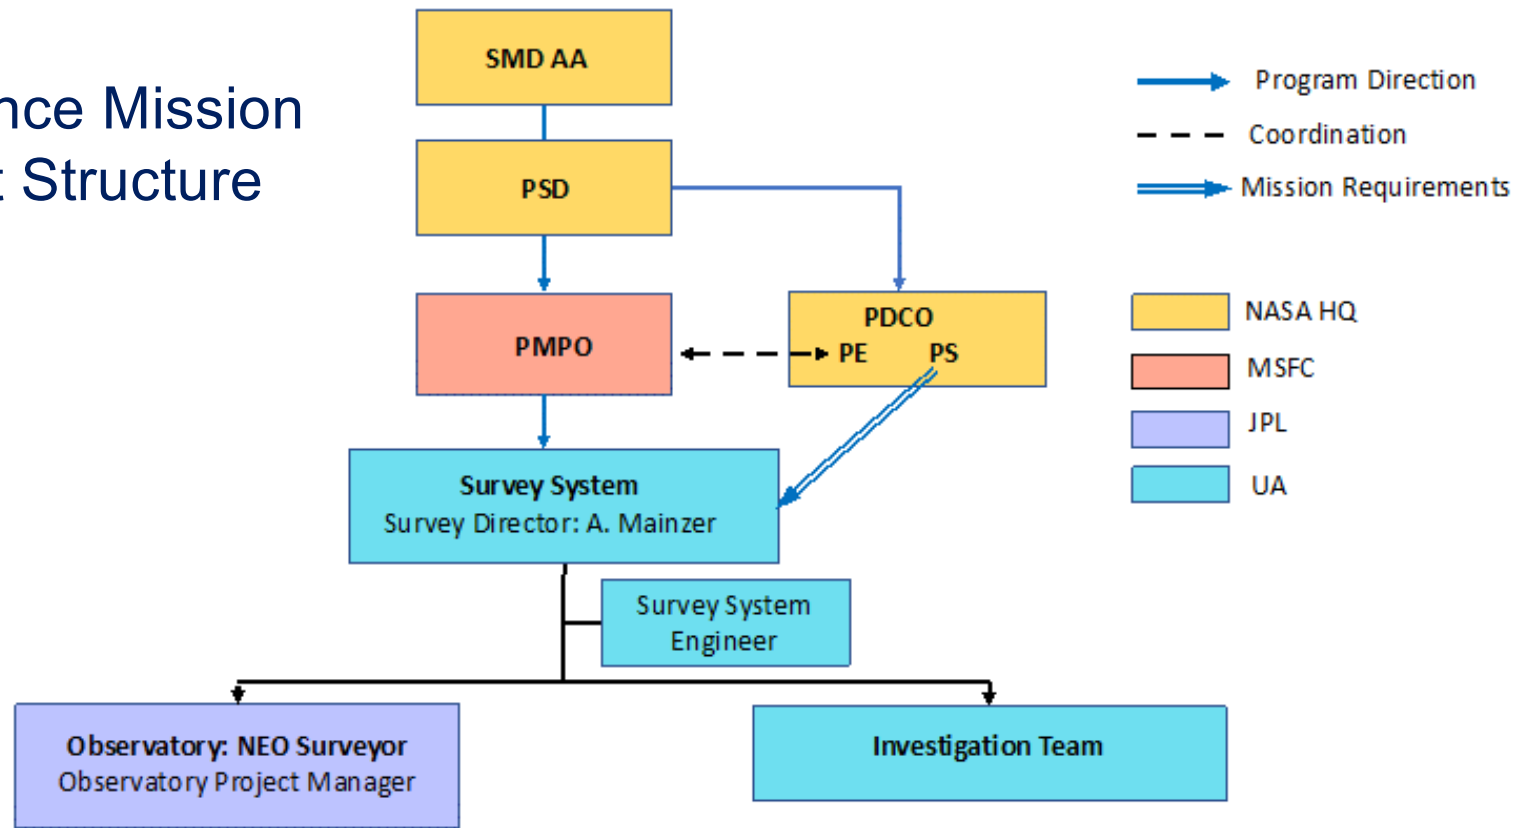 nce Mission
t Structure
SMD AA
PSD
PMPO
PDCO
PE PS
Survey System
Survey Director: A. Mainzer
Survey System
Engineer
Observatory: NEO Surveyor
Observatory Project Manager
Investigation Team
Program Direction
Coordination
Mission Requirements
NASA HQ
MSFC
JPL
UA